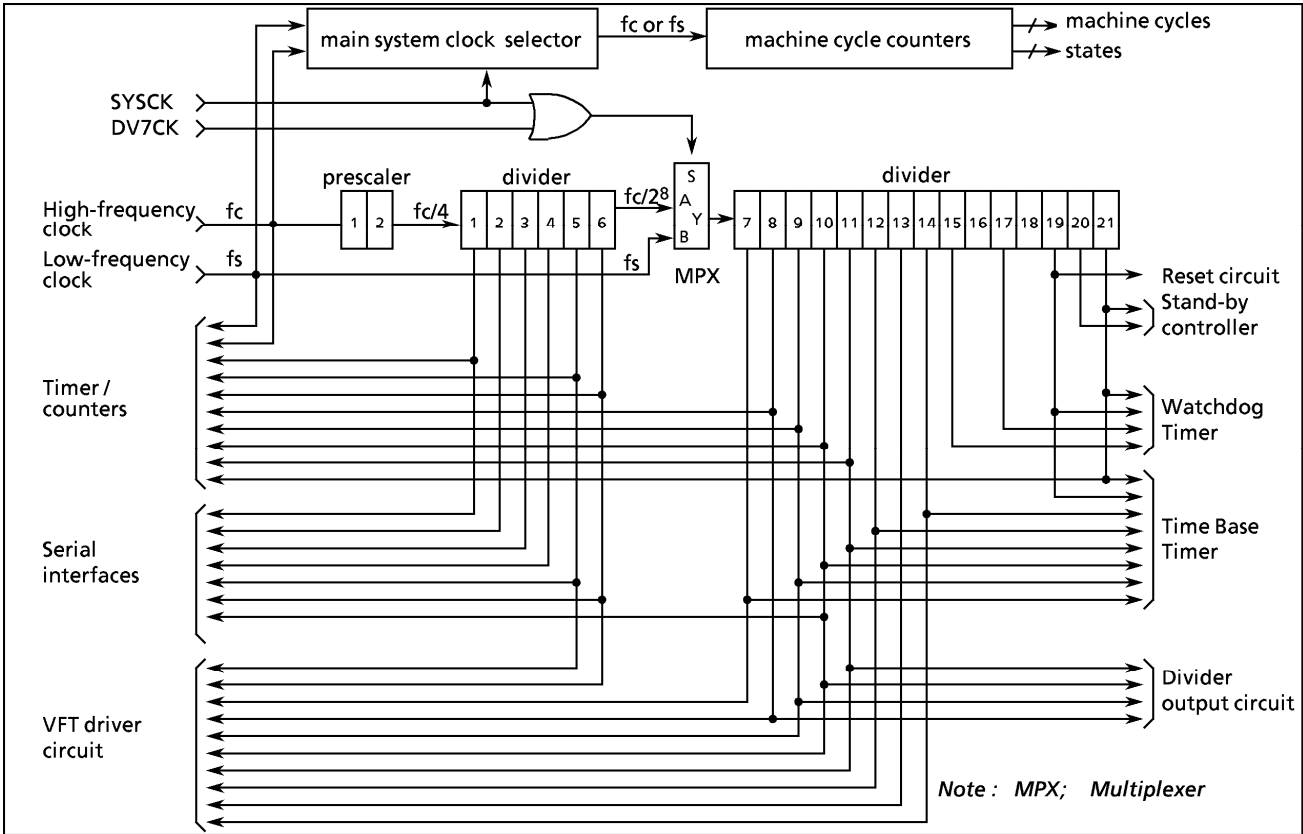 main system clock selector
fc or fs
machine cycle counters
machine cycles
states
SYSCK
DV7CK
prescaler
divider
divider
High-frequency
clock
fc
1 2
fc/4
1 2 3 4 5 6
fc/2⁸
S
A
Y
B
MPX
7 8 9 10 11 12 13 14 15 16 17 18 19 20 21
Low-frequency
clock
fs
fs
Reset circuit
Stand-by
controller
Timer /
counters
Watchdog
Timer
Serial
interfaces
Time Base
Timer
VFT driver
circuit
Divider
output circuit
Note : MPX; Multiplexer